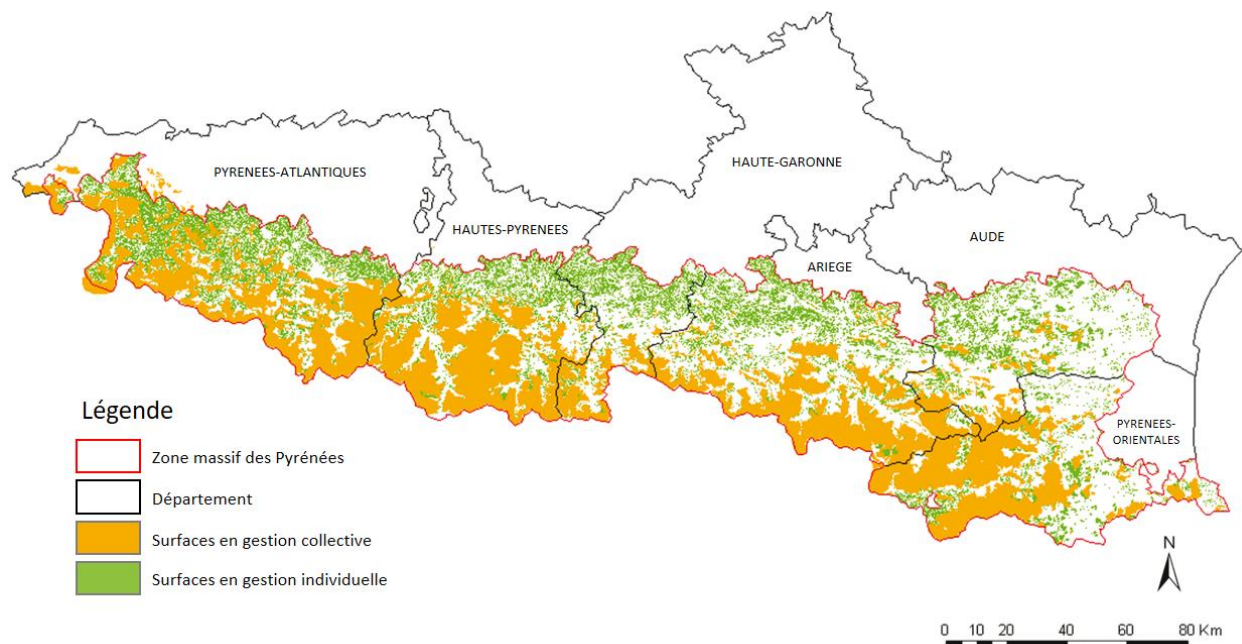 PYRENEES-ATLANTIQUES
HAUTES-PYRENEES
HAUTE-GARONNE
ARIEGE
AUDE
PYRENEES-
ORIENTALES
Légende
Zone massif des Pyrénées
Département
Surfaces en gestion collective
Surfaces en gestion individuelle
N
0 10 20 40 60 80 Km